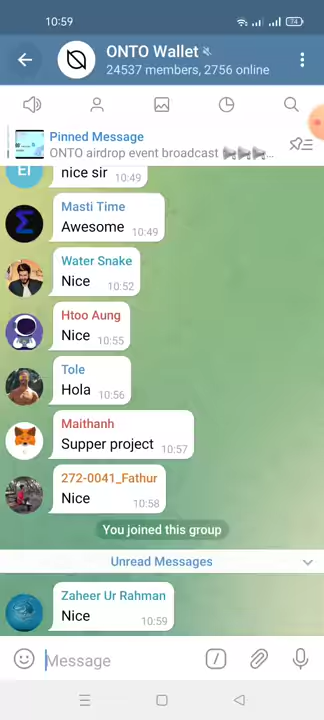 10:59
74
ONTO Wallet
24537 members, 2756 online
Pinned Message
ONTO airdrop event broadcast 📢📢📢...
EI
nice sir 10:49
Masti Time
Awesome 10:49
Water Snake
Nice 10:52
Htoo Aung
Nice 10:55
Tole
Hola 10:56
Maithanh
Supper project 10:57
272-0041_Fathur
Nice 10:58
You joined this group
Unread Messages
Zaheer Ur Rahman
Nice 10:59
Message